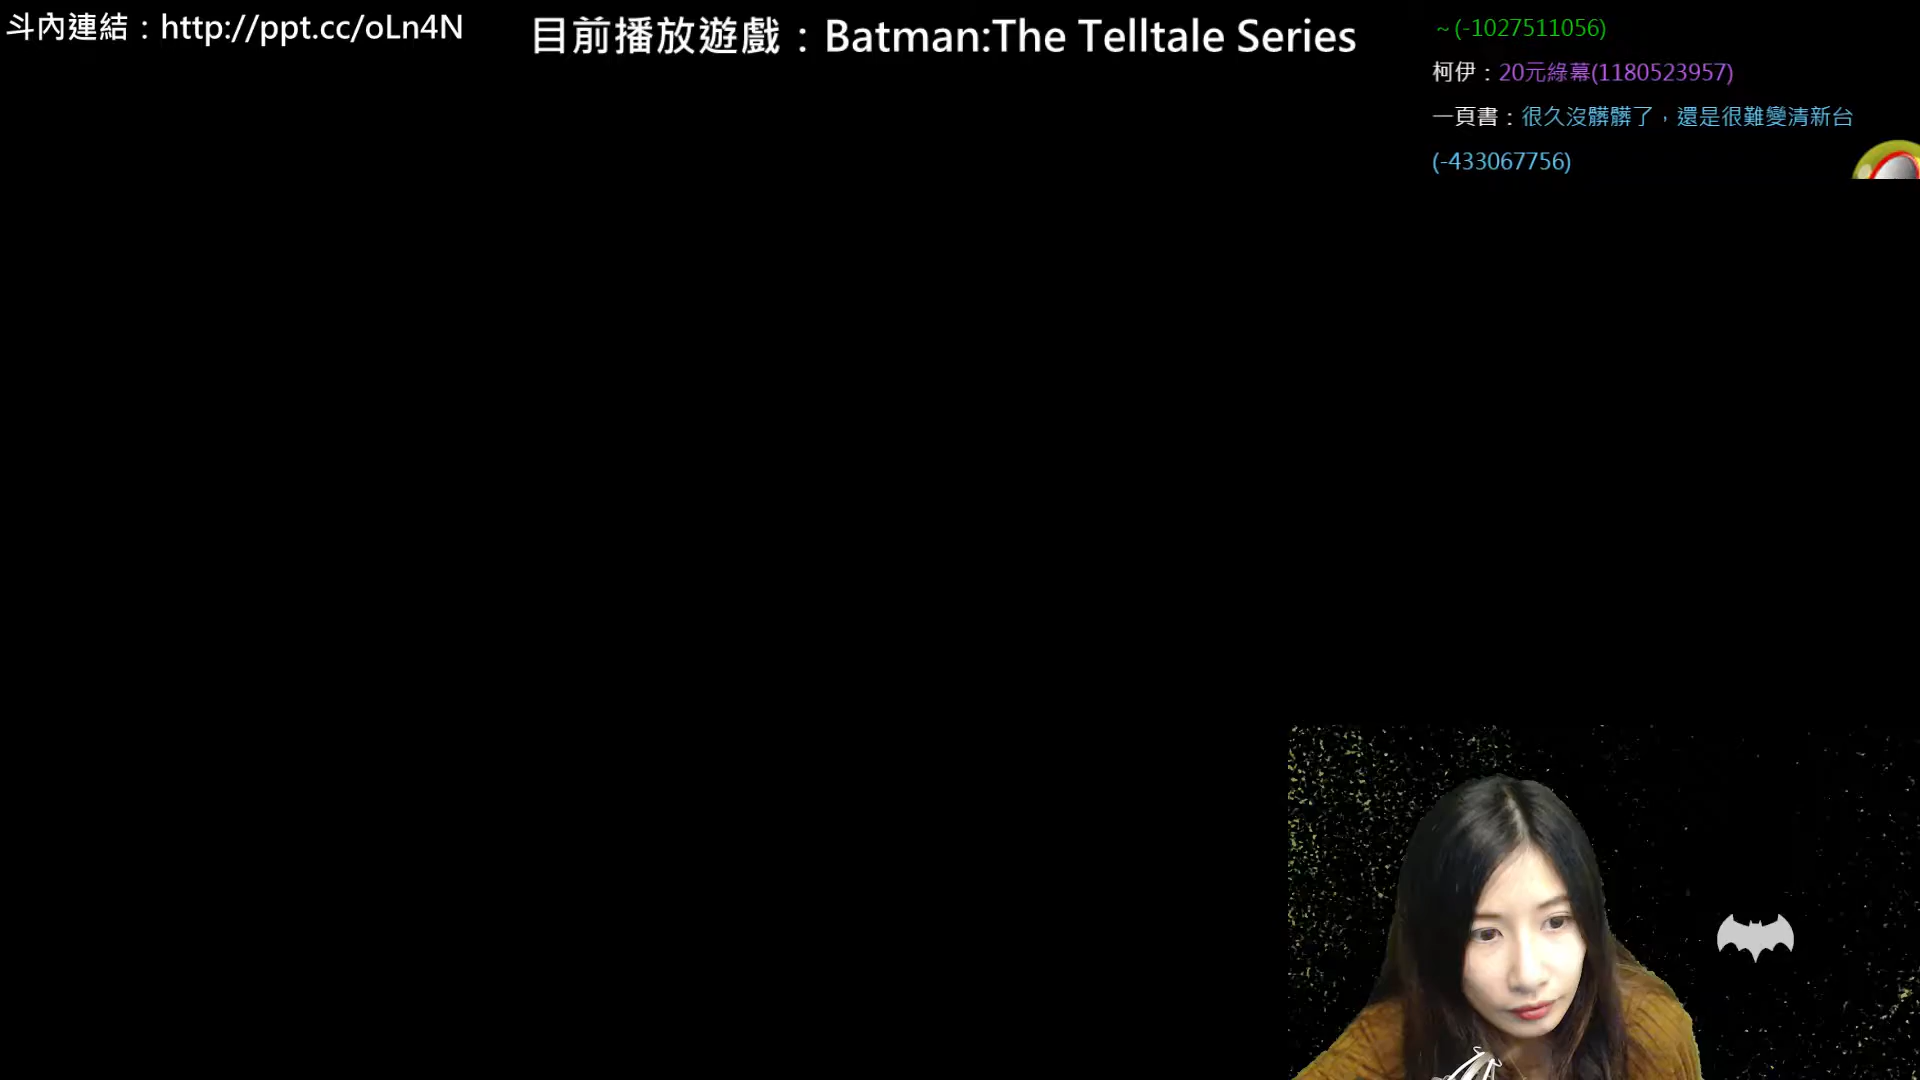 斗內連結：http://ppt.cc/oLn4N
目前播放遊戲：Batman:The Telltale Series
~(-1027511056)
柯伊：20元綠幕(1180523957)
一頁書：很久沒髒髒了，還是很難變清新台
(-433067756)